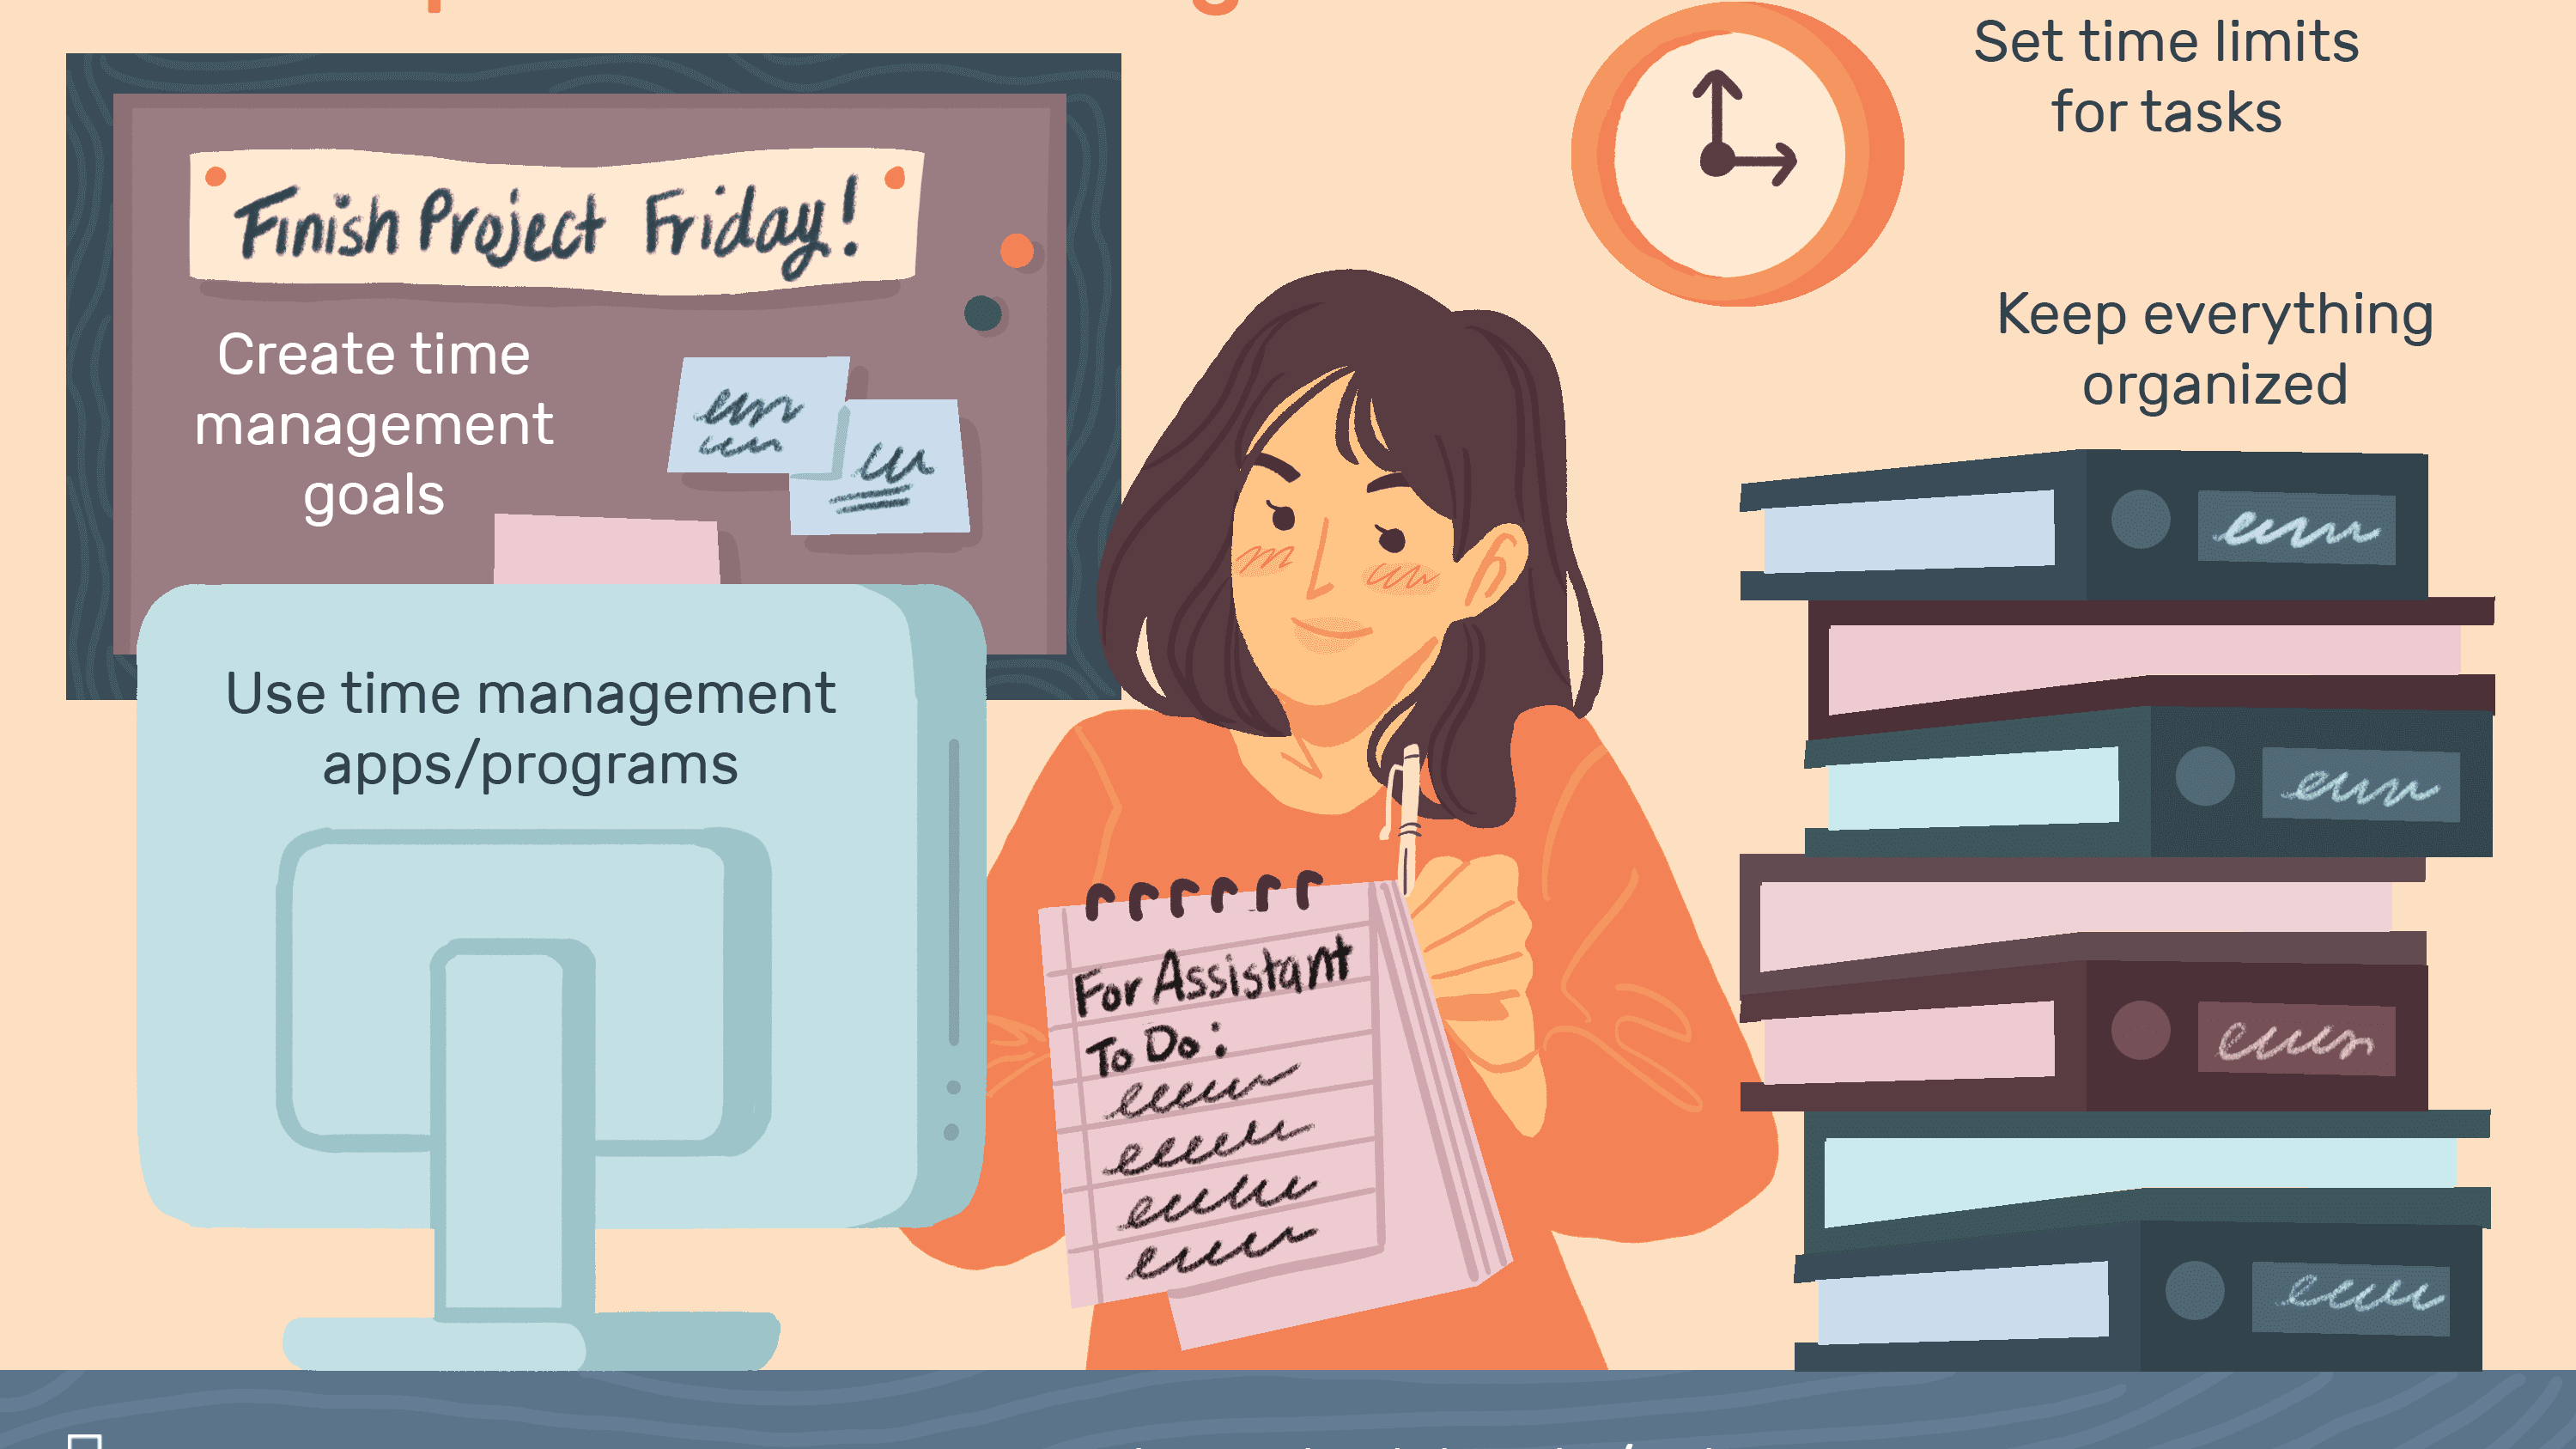 Set time limits
for tasks
Finish Project Friday!
Create time
management
goals
Keep everything
organized
Use time management
apps/programs
For Assistant
To Do: